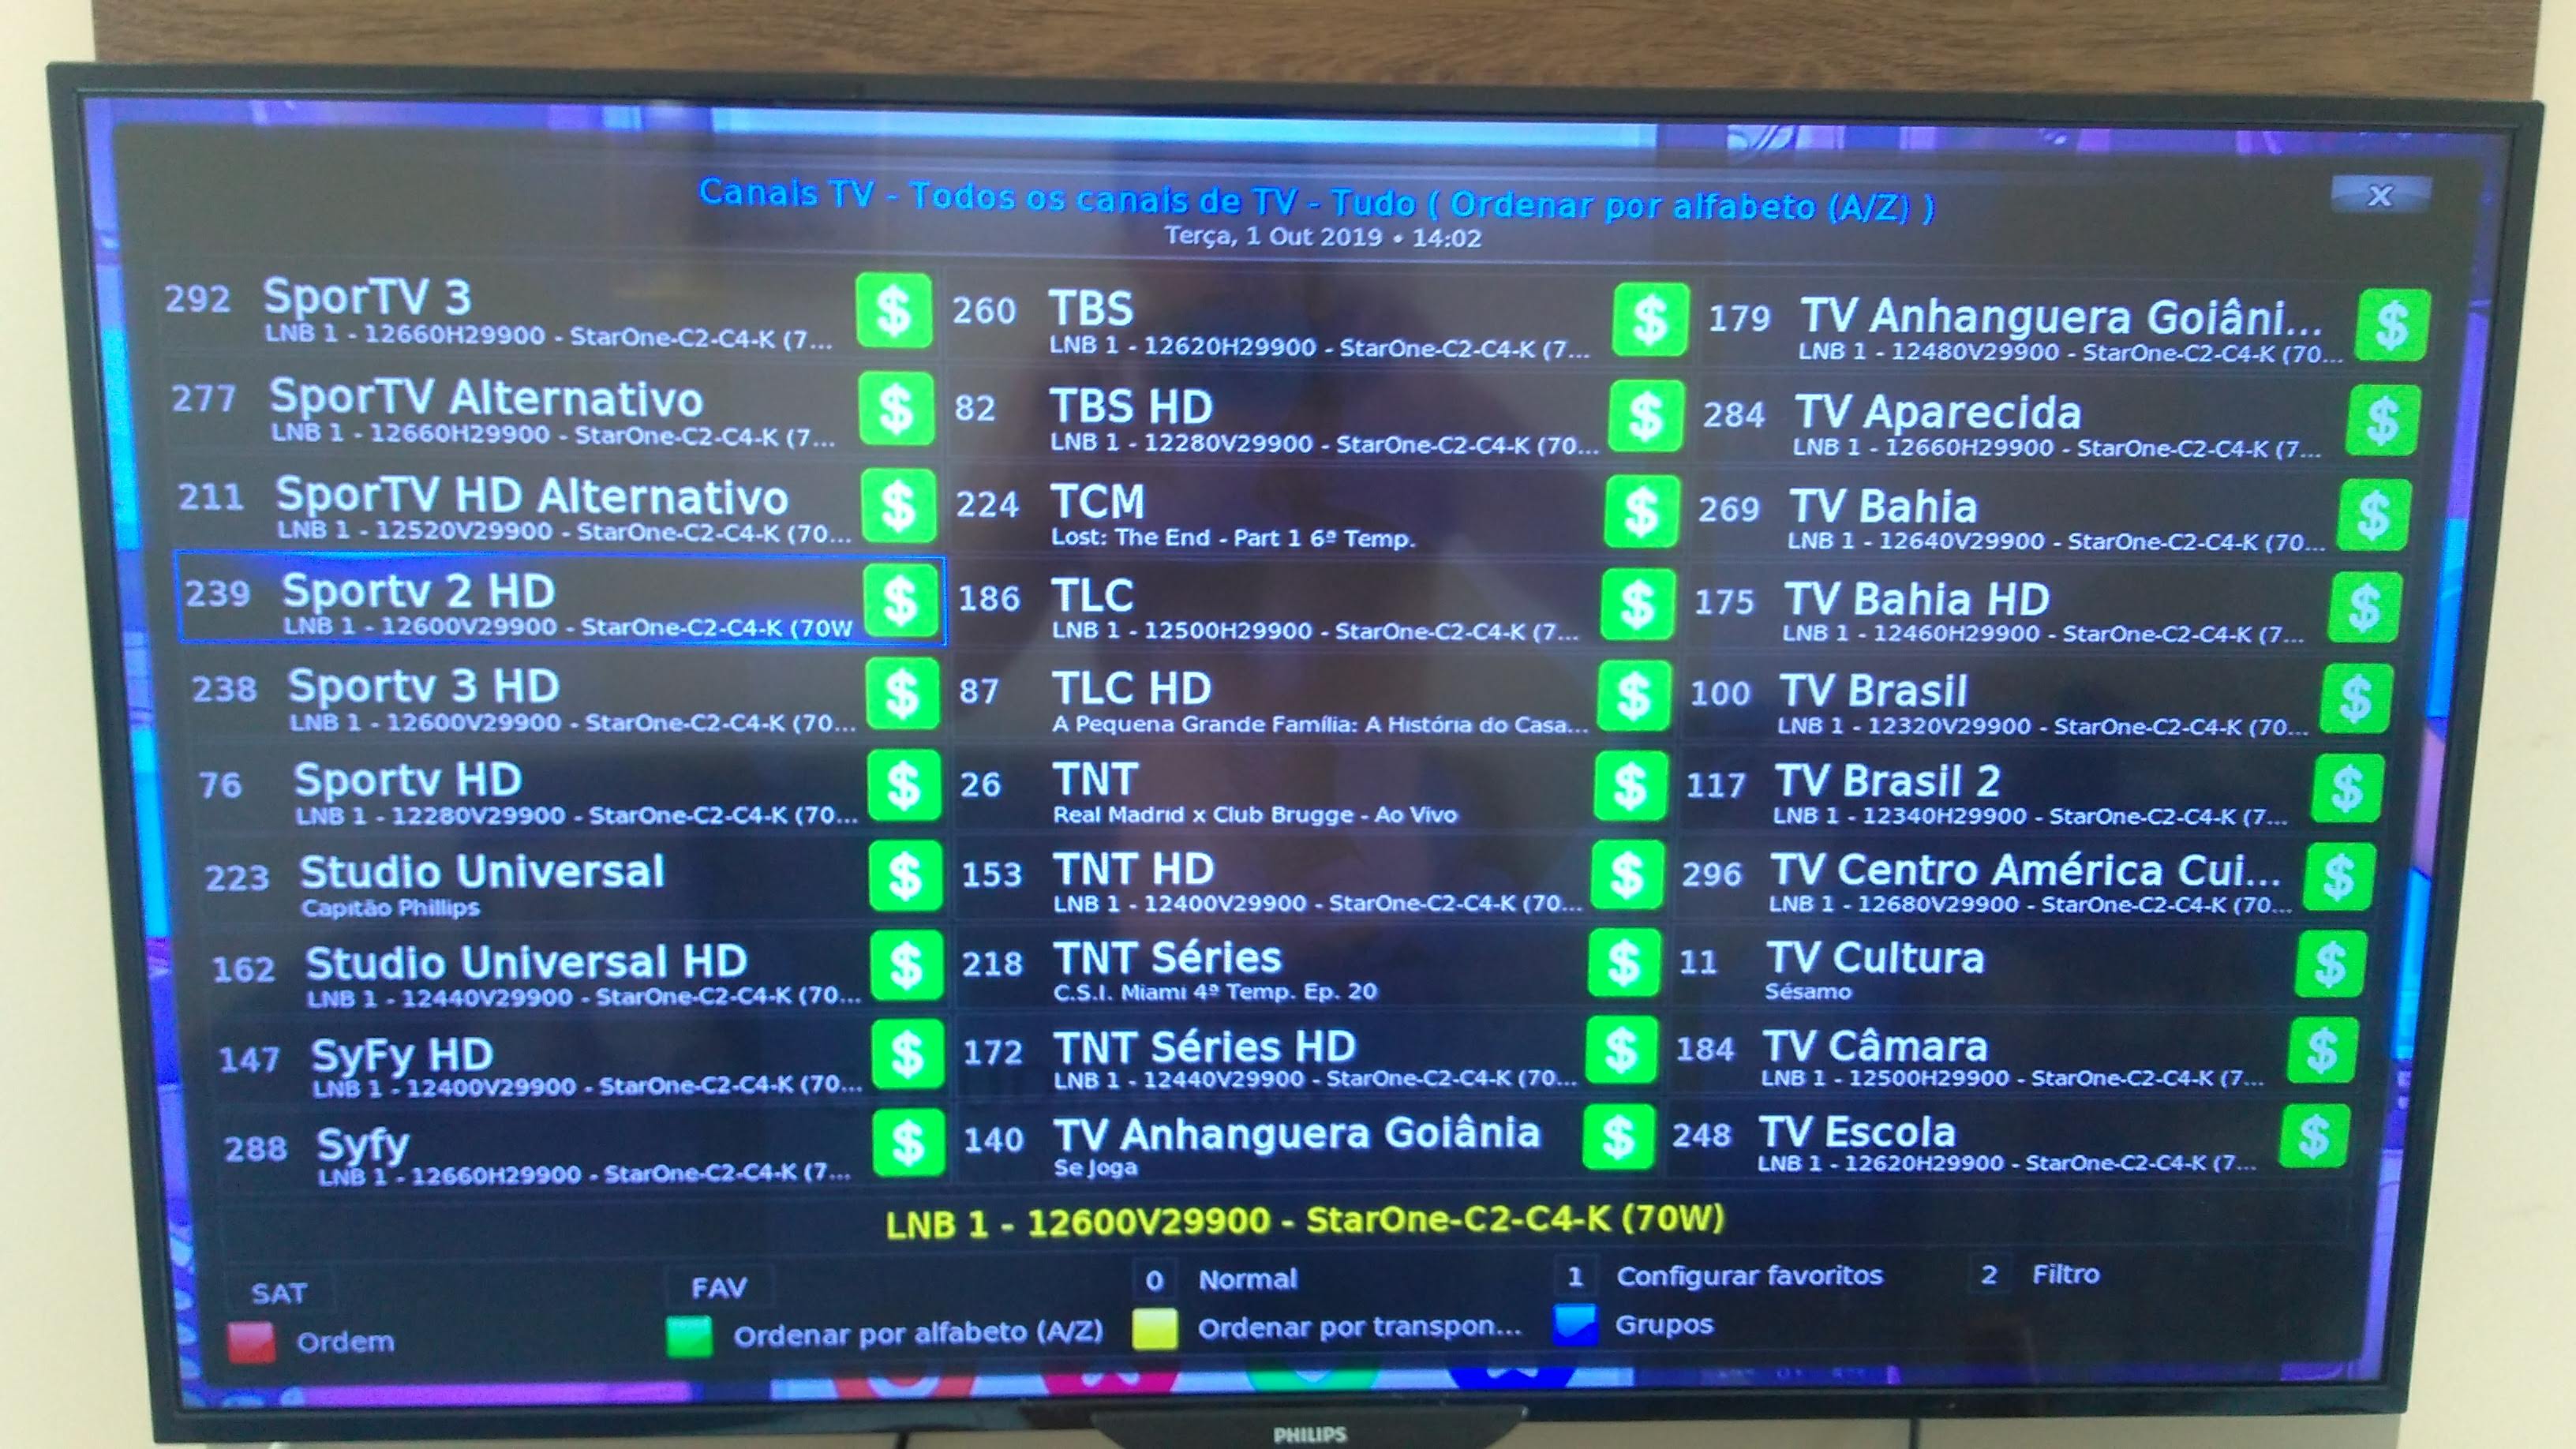 Canais TV - Todos os canais de TV - Tudo ( Ordenar por alfabeto (A/Z) )
Terça, 1 Out 2019 • 14:02
X
292 SporTV 3 $
LNB 1 - 12660H29900 - StarOne-C2-C4-K (7...
277 SporTV Alternativo $
LNB 1 - 12660H29900 - StarOne-C2-C4-K (7...
211 SporTV HD Alternativo $
LNB 1 - 12520V29900 - StarOne-C2-C4-K (70...
239 Sportv 2 HD $
LNB 1 - 12600V29900 - StarOne-C2-C4-K (70W
238 Sportv 3 HD $
LNB 1 - 12600V29900 - StarOne-C2-C4-K (70...
76 Sportv HD $
LNB 1 - 12280V29900 - StarOne-C2-C4-K (70...
223 Studio Universal $
Capitão Phillips
162 Studio Universal HD $
LNB 1 - 12440V29900 - StarOne-C2-C4-K (70...
147 SyFy HD $
LNB 1 - 12400V29900 - StarOne-C2-C4-K (70...
288 Syfy $
LNB 1 - 12660H29900 - StarOne-C2-C4-K (7...
260 TBS $
LNB 1 - 12620H29900 - StarOne-C2-C4-K (7...
82 TBS HD $
LNB 1 - 12280V29900 - StarOne-C2-C4-K (70...
224 TCM $
Lost: The End - Part 1 6ª Temp.
186 TLC $
LNB 1 - 12500H29900 - StarOne-C2-C4-K (7...
87 TLC HD $
A Pequena Grande Família: A História do Casa...
26 TNT $
Real Madrid x Club Brugge - Ao Vivo
153 TNT HD $
LNB 1 - 12400V29900 - StarOne-C2-C4-K (70...
218 TNT Séries $
C.S.I. Miami 4ª Temp. Ep. 20
172 TNT Séries HD $
LNB 1 - 12440V29900 - StarOne-C2-C4-K (70...
140 TV Anhanguera Goiânia $
Se Joga
179 TV Anhanguera Goiâni... $
LNB 1 - 12480V29900 - StarOne-C2-C4-K (70...
284 TV Aparecida $
LNB 1 - 12660H29900 - StarOne-C2-C4-K (7...
269 TV Bahia $
LNB 1 - 12640V29900 - StarOne-C2-C4-K (70...
175 TV Bahia HD $
LNB 1 - 12460H29900 - StarOne-C2-C4-K (7...
100 TV Brasil $
LNB 1 - 12320V29900 - StarOne-C2-C4-K (70...
117 TV Brasil 2 $
LNB 1 - 12340H29900 - StarOne-C2-C4-K (7...
296 TV Centro América Cui... $
LNB 1 - 12680V29900 - StarOne-C2-C4-K (70...
11 TV Cultura $
Sésamo
184 TV Câmara $
LNB 1 - 12500H29900 - StarOne-C2-C4-K (7...
248 TV Escola $
LNB 1 - 12620H29900 - StarOne-C2-C4-K (7...
LNB 1 - 12600V29900 - StarOne-C2-C4-K (70W)
SAT FAV 0 Normal 1 Configurar favoritos 2 Filtro
Ordem Ordenar por alfabeto (A/Z) Ordenar por transpon... Grupos
PHILIPS